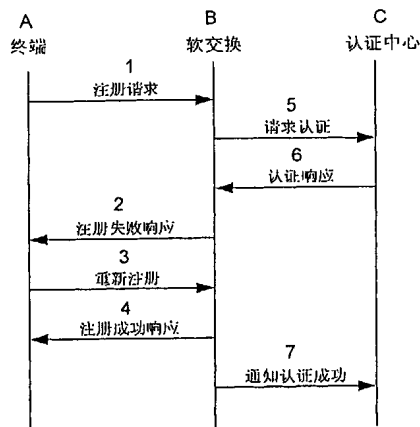 A B C
终端 软交换 认证中心
1
注册请求
5
请求认证
6
认证响应
2
注册失败响应
3
重新注册
4
注册成功响应
7
通知认证成功